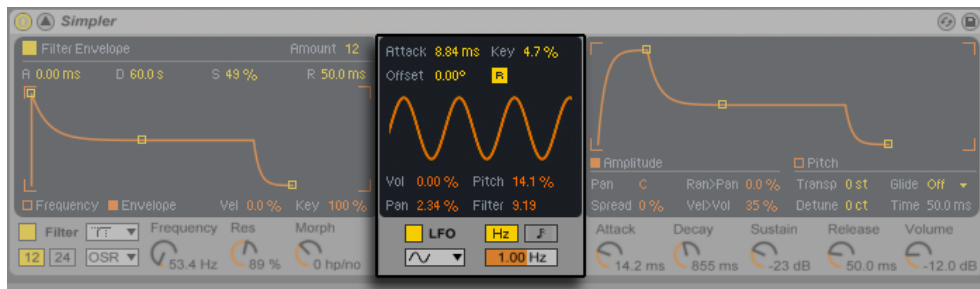 Simpler
Filter Envelope Amount 12
A 0.00 ms D 60.0 s S 49 % R 50.0 ms
Frequency Envelope Vel 0.0 % Key 100 %
Filter Frequency Res Morph
12 24 OSR 53.4 Hz 89 % 0 hp/no
Attack 8.84 ms Key 4.7 %
Offset 0.00° R
Vol 0.00 % Pitch 14.1 %
Pan 2.34 % Filter 9.19
LFO Hz
1.00 Hz
Amplitude Pitch
Pan C Ran>Pan 0.0 % Transp 0 st Glide Off
Spread 0 % Vel>Vol 35 % Detune 0 ct Time 50.0 ms
Attack Decay Sustain Release Volume
14.2 ms 855 ms -23 dB 50.0 ms -12.0 dB